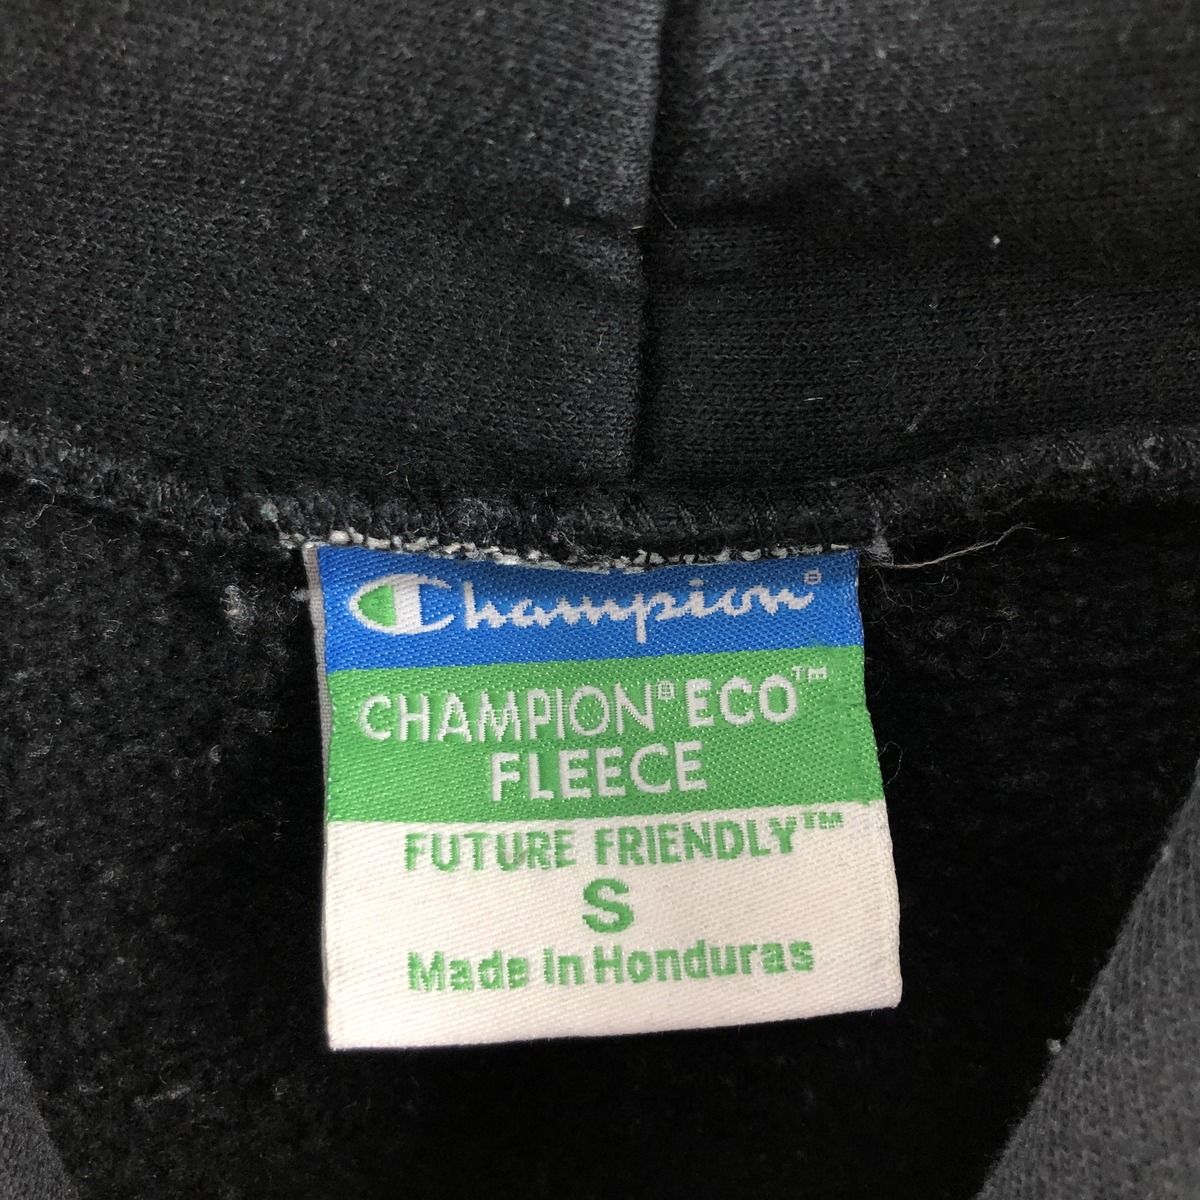 Champion®
CHAMPION® ECO™
FLEECE
FUTURE FRIENDLY™
S
Made In Honduras